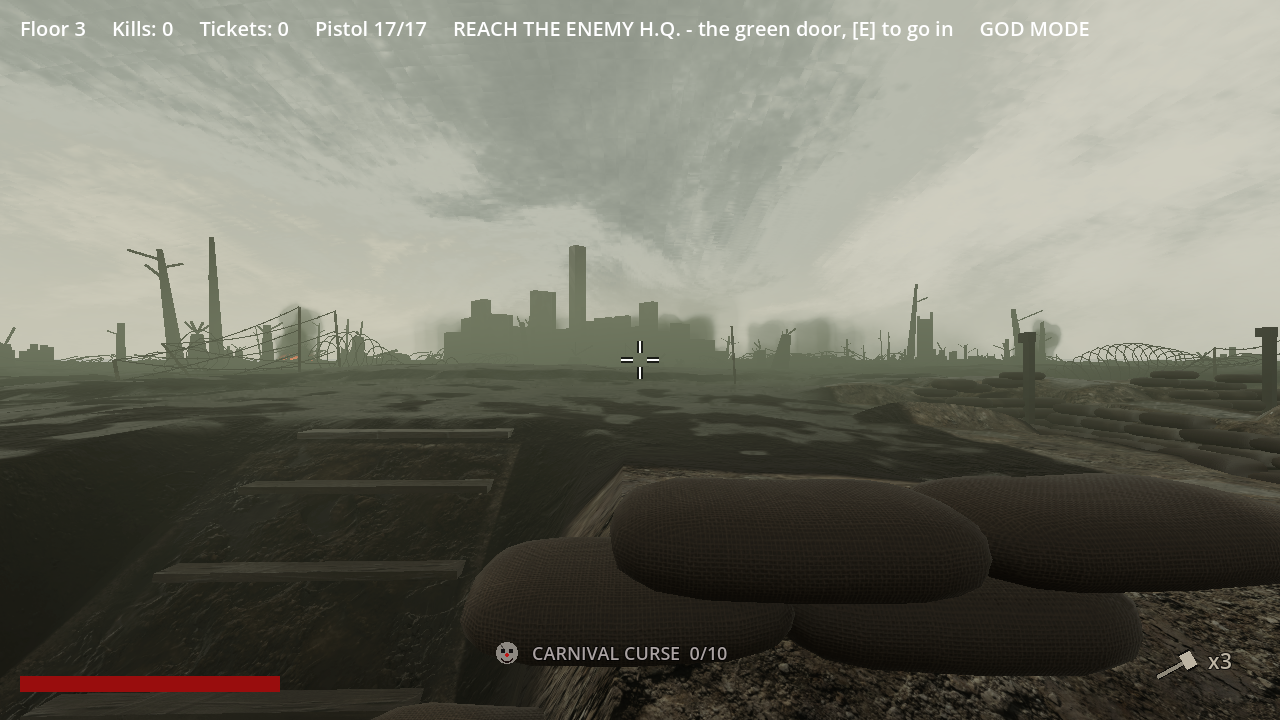 Floor 3 Kills: 0 Tickets: 0 Pistol 17/17 REACH THE ENEMY H.Q. - the green door, [E] to go in GOD MODE
CARNIVAL CURSE 0/10
x3